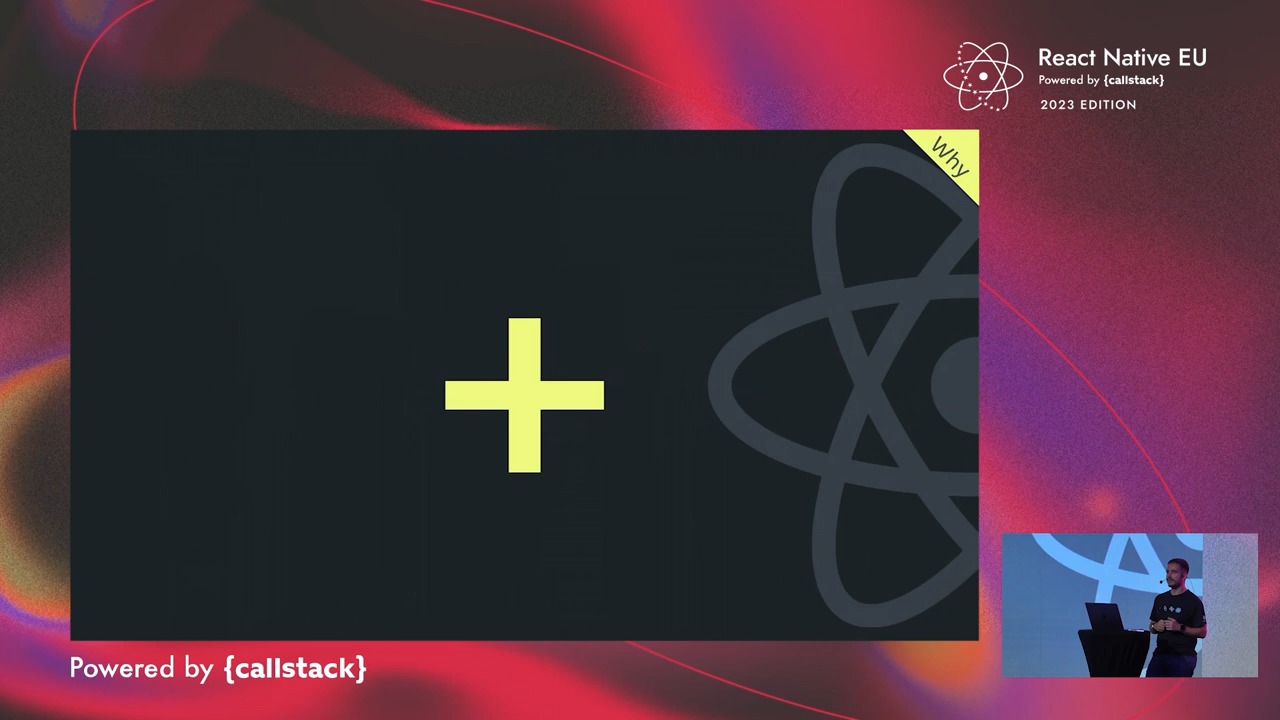 React Native EU
Powered by {callstack}
2023 EDITION
Why
Powered by {callstack}